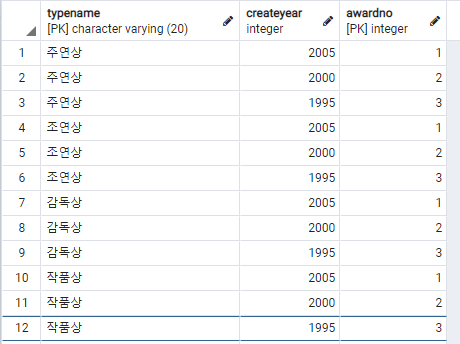 typename createyear awardno
[PK] character varying (20) integer [PK] integer
1 주연상 2005 1
2 주연상 2000 2
3 주연상 1995 3
4 조연상 2005 1
5 조연상 2000 2
6 조연상 1995 3
7 감독상 2005 1
8 감독상 2000 2
9 감독상 1995 3
10 작품상 2005 1
11 작품상 2000 2
12 작품상 1995 3